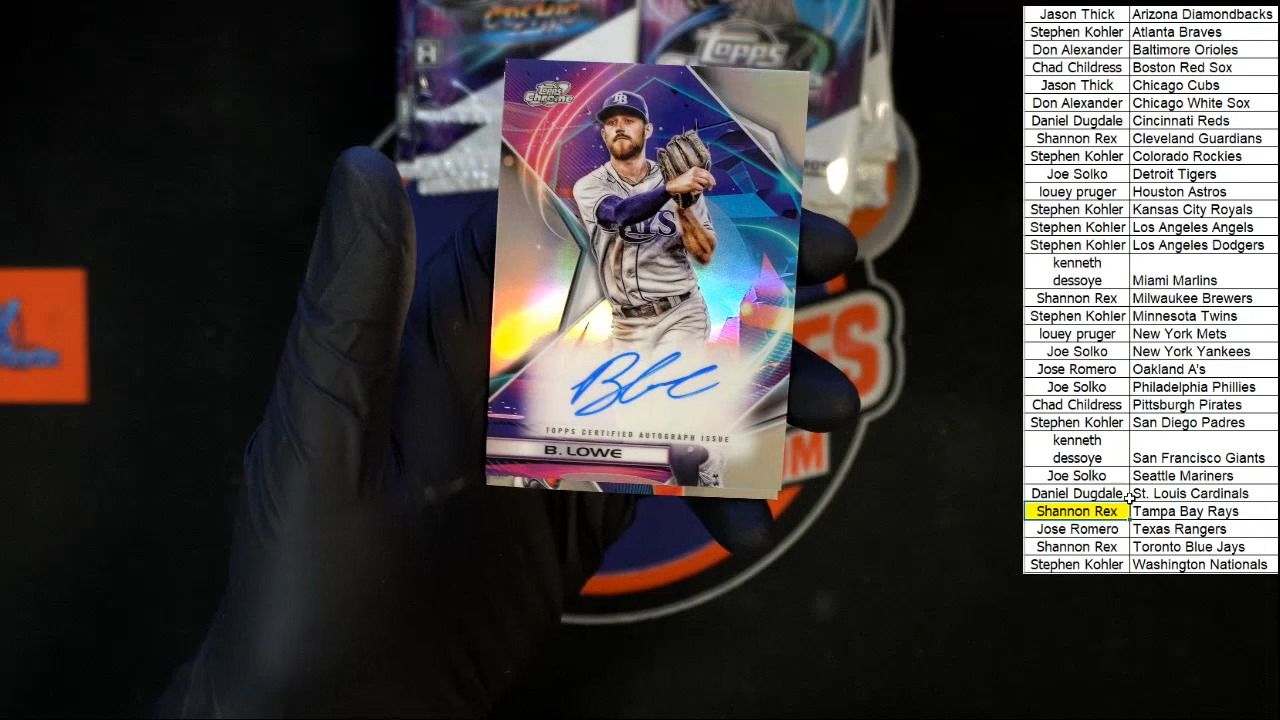 COSMIC
Topps
Topps
Chrome
TB
RAYS
TOPPS CERTIFIED AUTOGRAPH ISSUE
B. LOWE
Jason Thick Arizona Diamondbacks
Stephen Kohler Atlanta Braves
Don Alexander Baltimore Orioles
Chad Childress Boston Red Sox
Jason Thick Chicago Cubs
Don Alexander Chicago White Sox
Daniel Dugdale Cincinnati Reds
Shannon Rex Cleveland Guardians
Stephen Kohler Colorado Rockies
Joe Solko Detroit Tigers
louey pruger Houston Astros
Stephen Kohler Kansas City Royals
Stephen Kohler Los Angeles Angels
Stephen Kohler Los Angeles Dodgers
kenneth
dessoye Miami Marlins
Shannon Rex Milwaukee Brewers
Stephen Kohler Minnesota Twins
louey pruger New York Mets
Joe Solko New York Yankees
Jose Romero Oakland A's
Joe Solko Philadelphia Phillies
Chad Childress Pittsburgh Pirates
Stephen Kohler San Diego Padres
kenneth
dessoye San Francisco Giants
Joe Solko Seattle Mariners
Daniel Dugdale St. Louis Cardinals
Shannon Rex Tampa Bay Rays
Jose Romero Texas Rangers
Shannon Rex Toronto Blue Jays
Stephen Kohler Washington Nationals